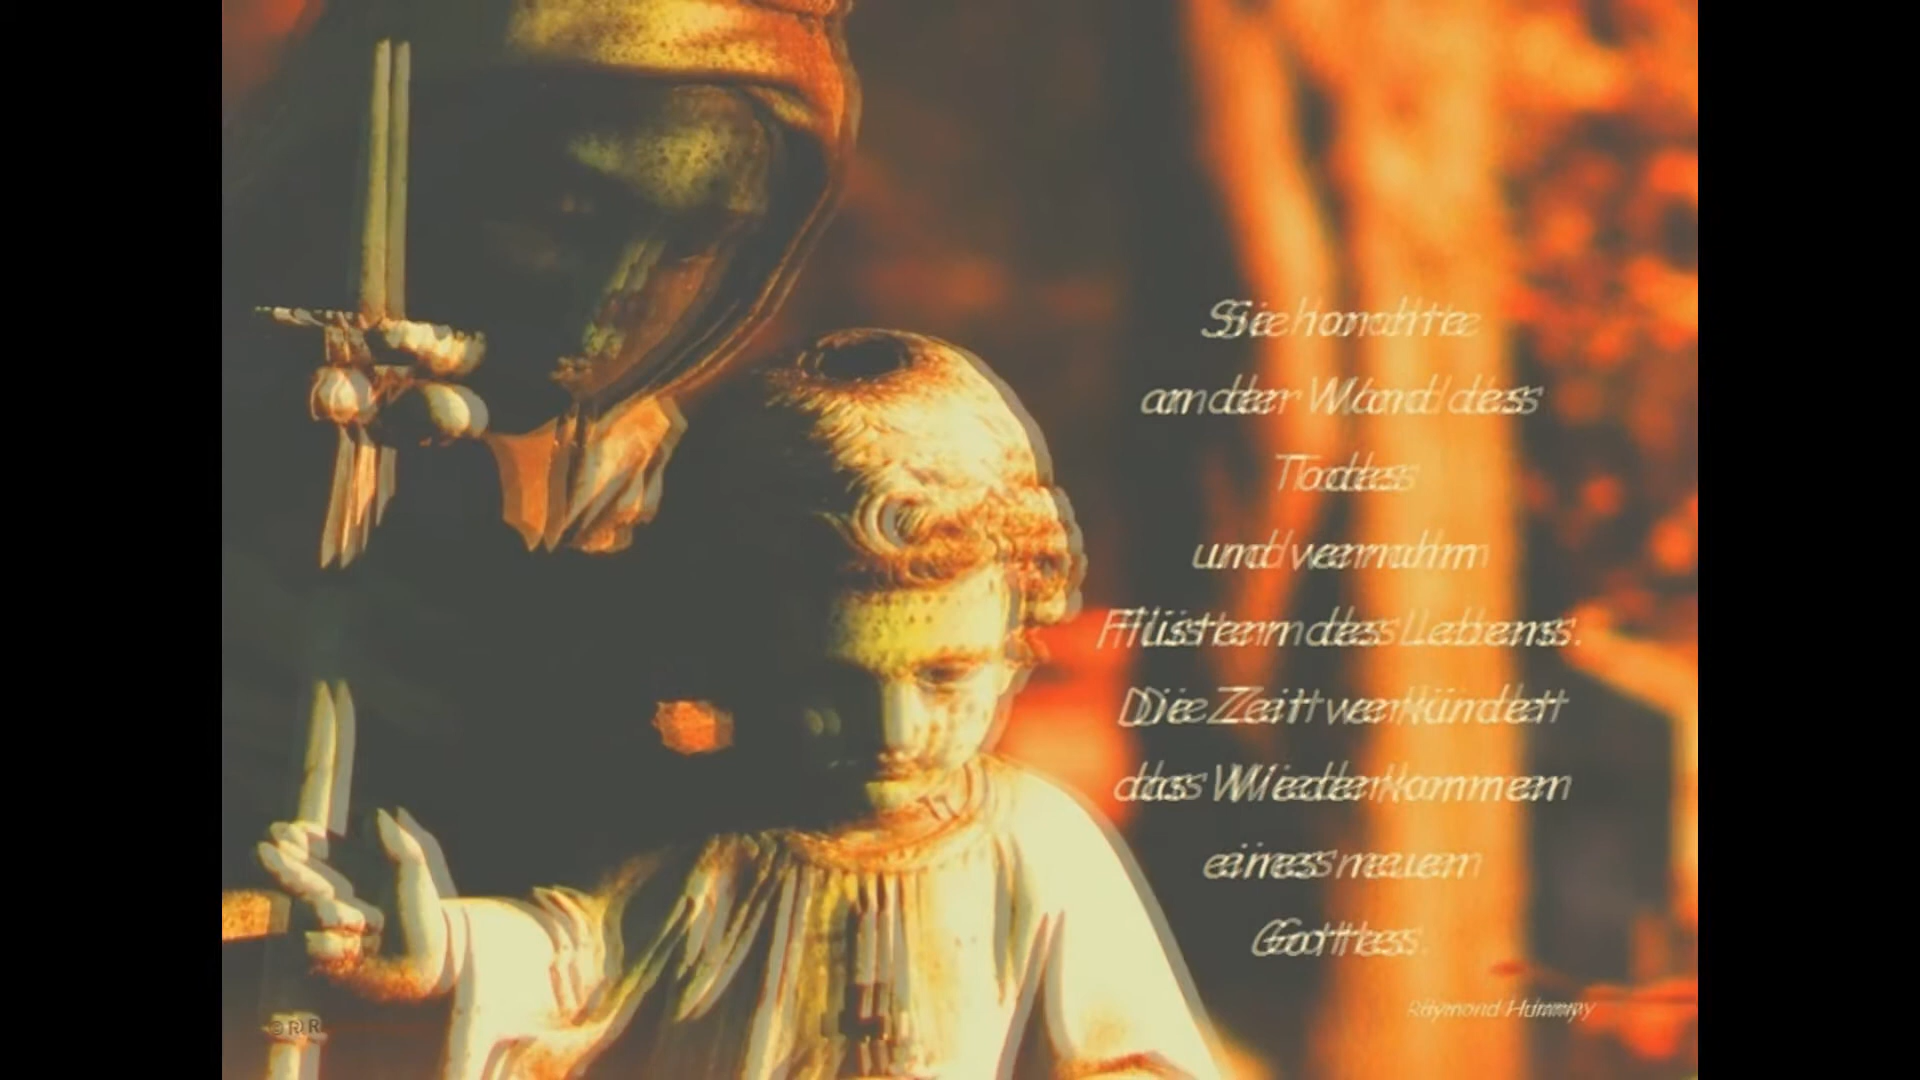 Sie horchte
an der Wand des
Todes
und vernahm
Flüstern des Lebens.
Die Zeit verkündet
das Wiederkommen
eines neuen
Gottes.
Raymond
© R R